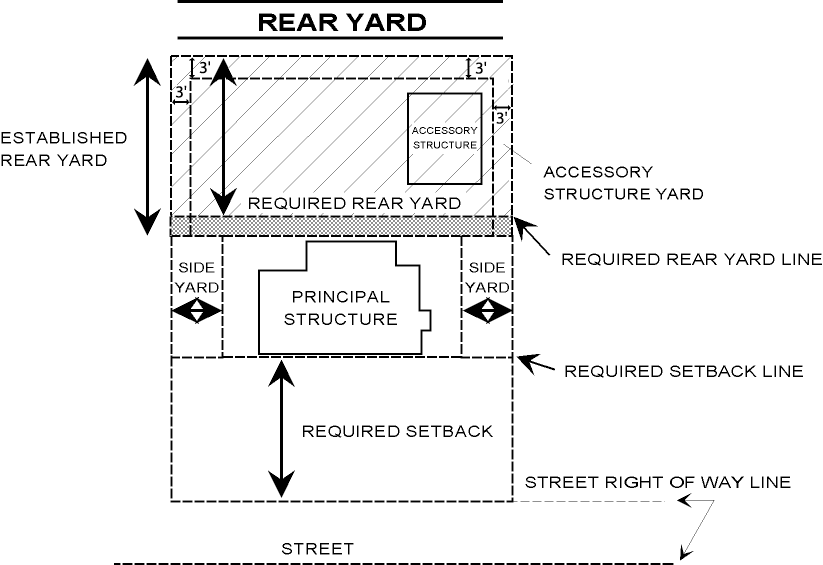 REAR YARD
3'
3'
3'
3'
ESTABLISHED
REAR YARD
ACCESSORY
STRUCTURE
ACCESSORY
STRUCTURE YARD
REQUIRED REAR YARD
REQUIRED REAR YARD LINE
SIDE
YARD
SIDE
YARD
PRINCIPAL
STRUCTURE
REQUIRED SETBACK LINE
REQUIRED SETBACK
STREET RIGHT OF WAY LINE
STREET